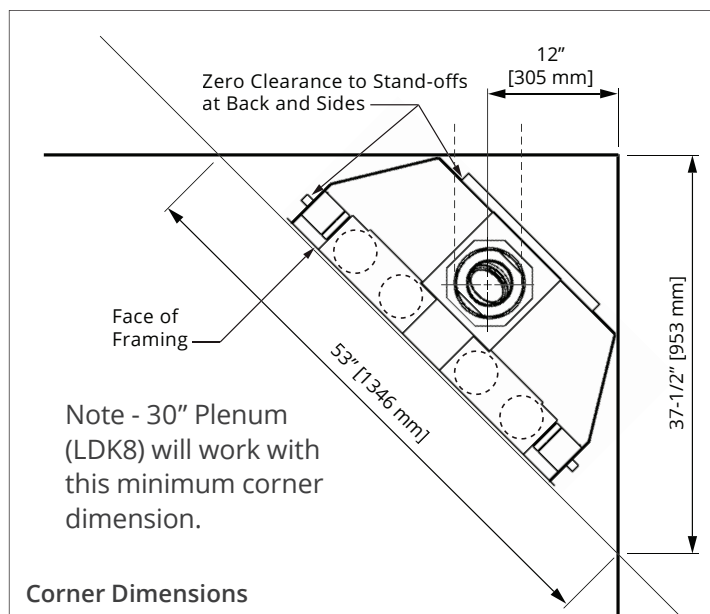 12”
[305 mm]
Zero Clearance to Stand-offs
at Back and Sides
Face of
Framing
53” [1346 mm]
37-1/2” [953 mm]
Note - 30” Plenum
(LDK8) will work with
this minimum corner
dimension.
Corner Dimensions